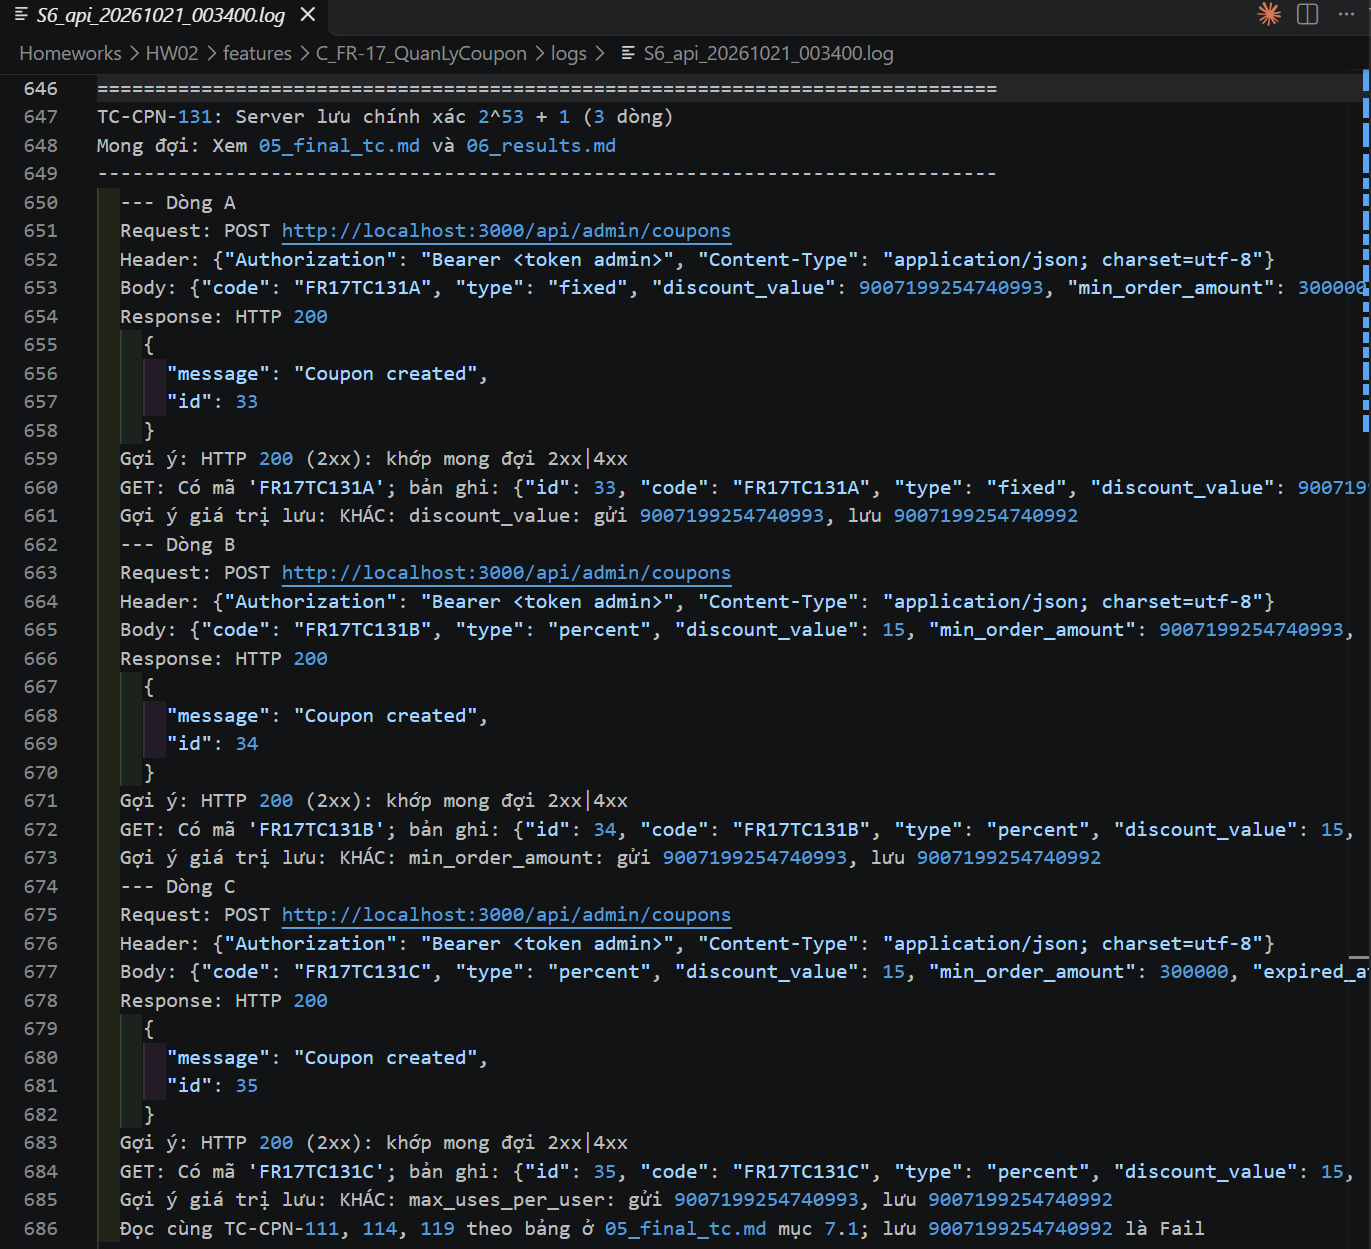 S6_api_20261021_003400.log ✕ ...
Homeworks > HW02 > features > C_FR-17_QuanLyCoupon > logs > S6_api_20261021_003400.log
646 ==============================================================================
647 TC-CPN-131: Server lưu chính xác 2^53 + 1 (3 dòng)
648 Mong đợi: Xem 05_final_tc.md và 06_results.md
649 ------------------------------------------------------------------------------
650 --- Dòng A
651 Request: POST http://localhost:3000/api/admin/coupons
652 Header: {"Authorization": "Bearer <token admin>", "Content-Type": "application/json; charset=utf-8"}
653 Body: {"code": "FR17TC131A", "type": "fixed", "discount_value": 9007199254740993, "min_order_amount": 300000
654 Response: HTTP 200
655 {
656 "message": "Coupon created",
657 "id": 33
658 }
659 Gợi ý: HTTP 200 (2xx): khớp mong đợi 2xx|4xx
660 GET: Có mã 'FR17TC131A'; bản ghi: {"id": 33, "code": "FR17TC131A", "type": "fixed", "discount_value": 900719
661 Gợi ý giá trị lưu: KHÁC: discount_value: gửi 9007199254740993, lưu 9007199254740992
662 --- Dòng B
663 Request: POST http://localhost:3000/api/admin/coupons
664 Header: {"Authorization": "Bearer <token admin>", "Content-Type": "application/json; charset=utf-8"}
665 Body: {"code": "FR17TC131B", "type": "percent", "discount_value": 15, "min_order_amount": 9007199254740993,
666 Response: HTTP 200
667 {
668 "message": "Coupon created",
669 "id": 34
670 }
671 Gợi ý: HTTP 200 (2xx): khớp mong đợi 2xx|4xx
672 GET: Có mã 'FR17TC131B'; bản ghi: {"id": 34, "code": "FR17TC131B", "type": "percent", "discount_value": 15,
673 Gợi ý giá trị lưu: KHÁC: min_order_amount: gửi 9007199254740993, lưu 9007199254740992
674 --- Dòng C
675 Request: POST http://localhost:3000/api/admin/coupons
676 Header: {"Authorization": "Bearer <token admin>", "Content-Type": "application/json; charset=utf-8"}
677 Body: {"code": "FR17TC131C", "type": "percent", "discount_value": 15, "min_order_amount": 300000, "expired_a
678 Response: HTTP 200
679 {
680 "message": "Coupon created",
681 "id": 35
682 }
683 Gợi ý: HTTP 200 (2xx): khớp mong đợi 2xx|4xx
684 GET: Có mã 'FR17TC131C'; bản ghi: {"id": 35, "code": "FR17TC131C", "type": "percent", "discount_value": 15,
685 Gợi ý giá trị lưu: KHÁC: max_uses_per_user: gửi 9007199254740993, lưu 9007199254740992
686 Đọc cùng TC-CPN-111, 114, 119 theo bảng ở 05_final_tc.md mục 7.1; lưu 9007199254740992 là Fail